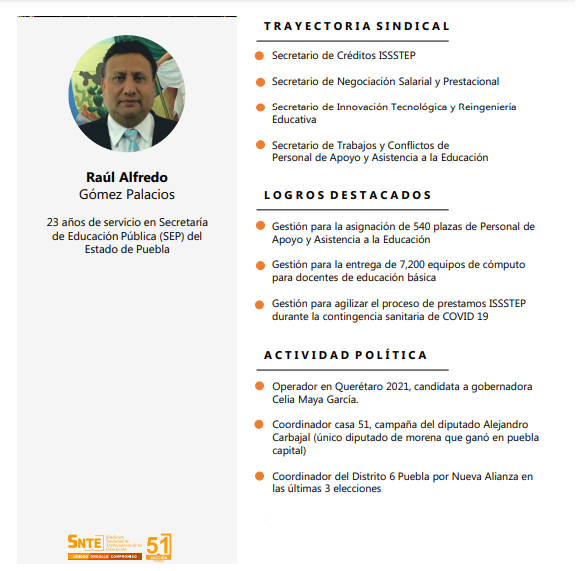 Raúl Alfredo
Gómez Palacios
23 años de servicio en Secretaría
de Educación Pública (SEP) del
Estado de Puebla
SNTE
Sindicato
Nacional de
Trabajadores de la
Educación
UNIDAD ORGULLO COMPROMISO
51
TRAYECTORIA SINDICAL
Secretario de Créditos ISSSTEP
Secretario de Negociación Salarial y Prestacional
Secretario de Innovación Tecnológica y Reingeniería
Educativa
Secretario de Trabajos y Conflictos de
Personal de Apoyo y Asistencia a la Educación
LOGROS DESTACADOS
Gestión para la asignación de 540 plazas de Personal de
Apoyo y Asistencia a la Educación
Gestión para la entrega de 7,200 equipos de cómputo
para docentes de educación básica
Gestión para agilizar el proceso de prestamos ISSSTEP
durante la contingencia sanitaria de COVID 19
ACTIVIDAD POLÍTICA
Operador en Querétaro 2021, candidata a gobernadora
Celia Maya García.
Coordinador casa 51, campaña del diputado Alejandro
Carbajal (único diputado de morena que ganó en puebla
capital)
Coordinador del Distrito 6 Puebla por Nueva Alianza en
las últimas 3 elecciones